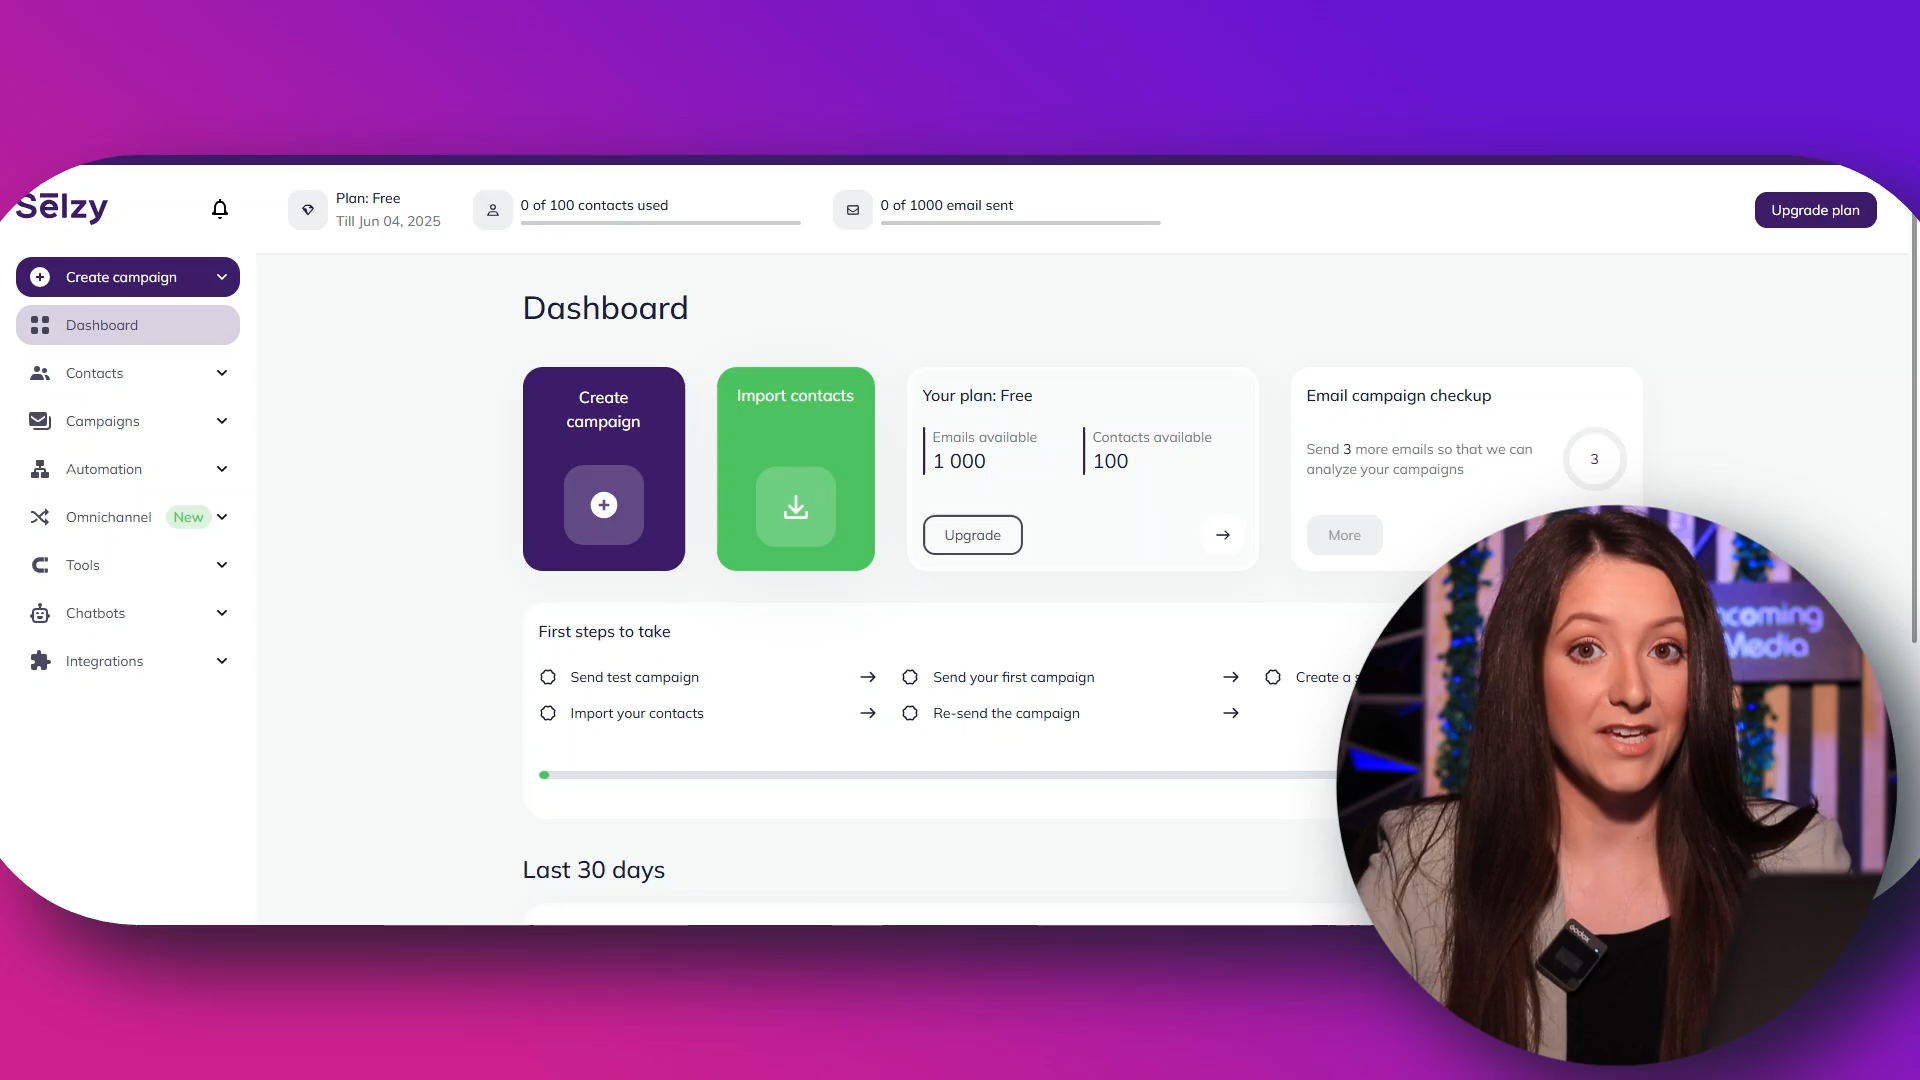 Sēlzy
Plan: Free
Till Jun 04, 2025
0 of 100 contacts used
0 of 1000 email sent
Upgrade plan
Create campaign
Dashboard
Contacts
Campaigns
Automation
Omnichannel New
Tools
Chatbots
Integrations
Dashboard
Create
campaign
Import contacts
Your plan: Free
Emails available
1 000
Contacts available
100
Upgrade
Email campaign checkup
Send 3 more emails so that we can
analyze your campaigns
3
More
First steps to take
Send test campaign
Send your first campaign
Create a
Import your contacts
Re-send the campaign
Last 30 days
coming
Media
Godox